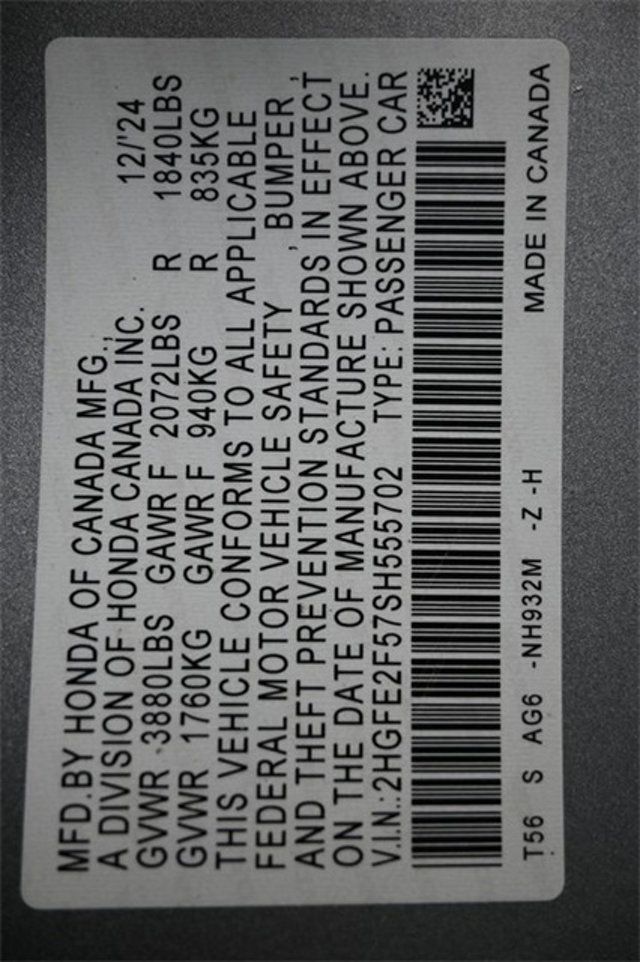 MFD.BY HONDA OF CANADA MFG., 12/'24
A DIVISION OF HONDA CANADA INC.
GVWR 3880LBS GAWR F 2072LBS R 1840LBS
GVWR 1760KG GAWR F 940KG R 835KG
THIS VEHICLE CONFORMS TO ALL APPLICABLE
FEDERAL MOTOR VEHICLE SAFETY , BUMPER ,
AND THEFT PREVENTION STANDARDS IN EFFECT
ON THE DATE OF MANUFACTURE SHOWN ABOVE.
V.I.N.:2HGFE2F57SH555702 TYPE: PASSENGER CAR
T56 S AG6 -NH932M -Z -H MADE IN CANADA